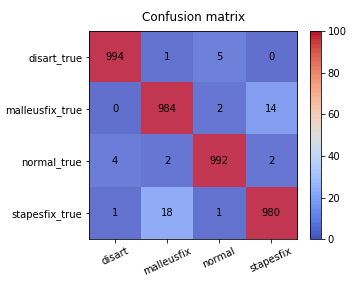 Confusion matrix
disart_true 994 1 5 0
malleusfix_true 0 984 2 14
normal_true 4 2 992 2
stapesfix_true 1 18 1 980
disart malleusfix normal stapesfix
100
80
60
40
20
0